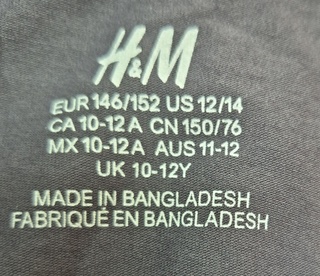 H&M
EUR 146/152 US 12/14
CA 10-12 A CN 150/76
MX 10-12A AUS 11-12
UK 10-12Y
MADE IN BANGLADESH
FABRIQUÉ EN BANGLADESH